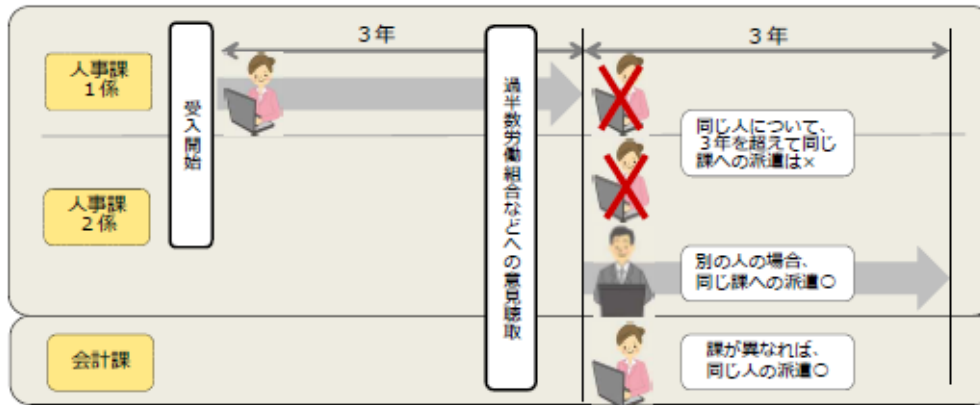 3年
3年
人事課
1係
受入開始
過半数労働組合などへの意見聴取
同じ人について、
3年を超えて同じ
課への派遣は×
人事課
2係
別の人の場合、
同じ課への派遣○
会計課
課が異なれば、
同じ人の派遣○